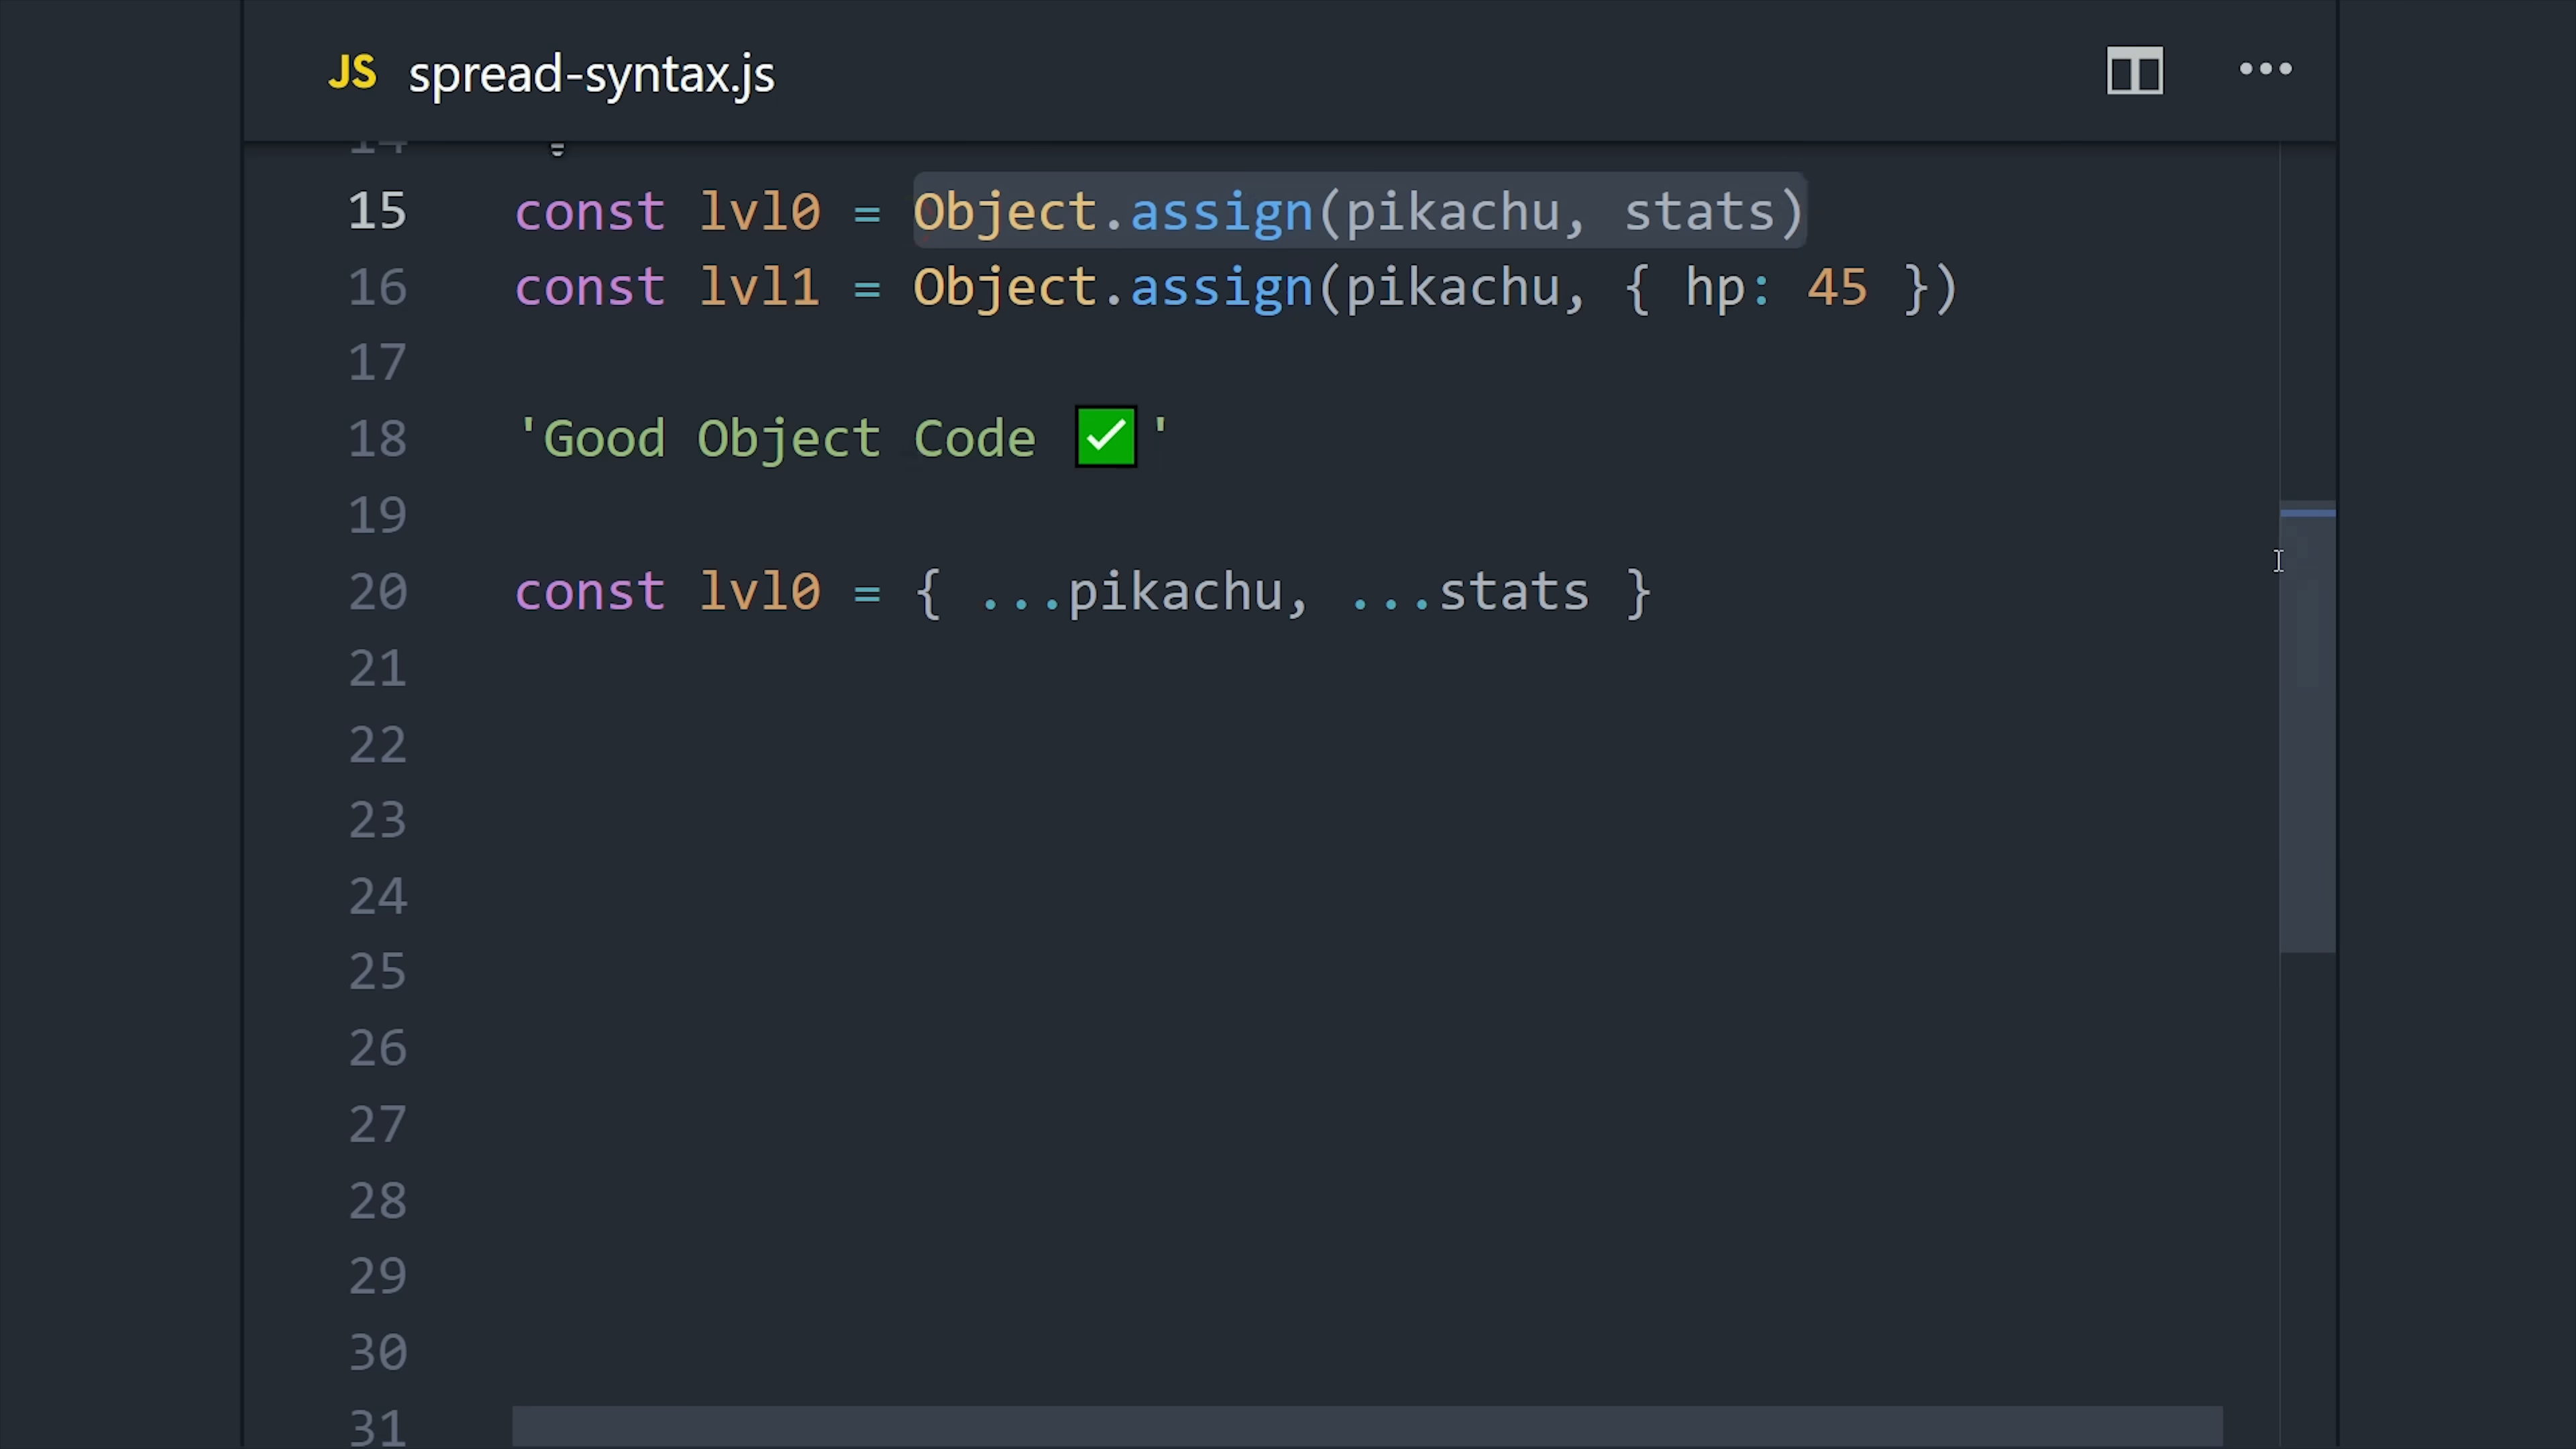 JS spread-syntax.js
14
15 const lvl0 = Object.assign(pikachu, stats)
16 const lvl1 = Object.assign(pikachu, { hp: 45 })
17
18 'Good Object Code ✅'
19
20 const lvl0 = { ...pikachu, ...stats }
21
22
23
24
25
26
27
28
29
30
31